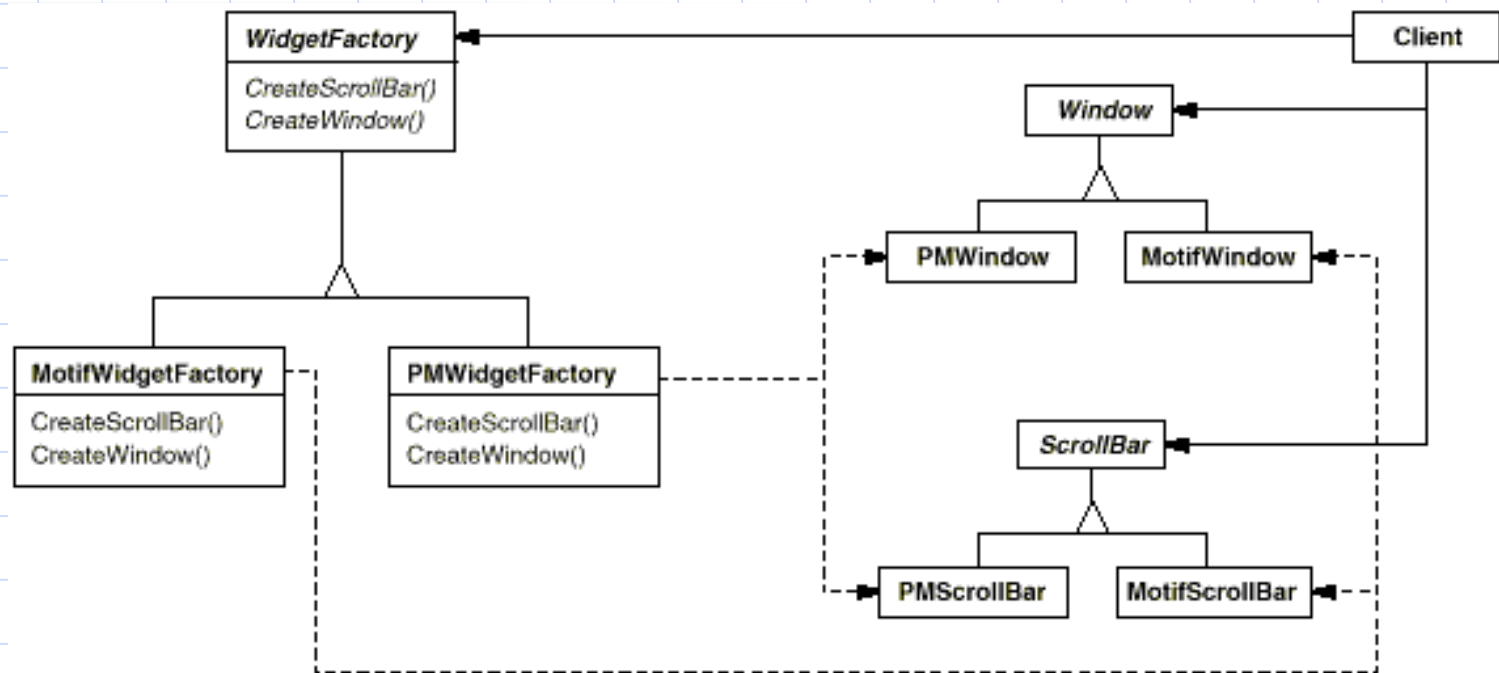 WidgetFactory
CreateScrollBar()
CreateWindow()
Client
Window
PMWindow
MotifWindow
MotifWidgetFactory
CreateScrollBar()
CreateWindow()
PMWidgetFactory
CreateScrollBar()
CreateWindow()
ScrollBar
PMScrollBar
MotifScrollBar